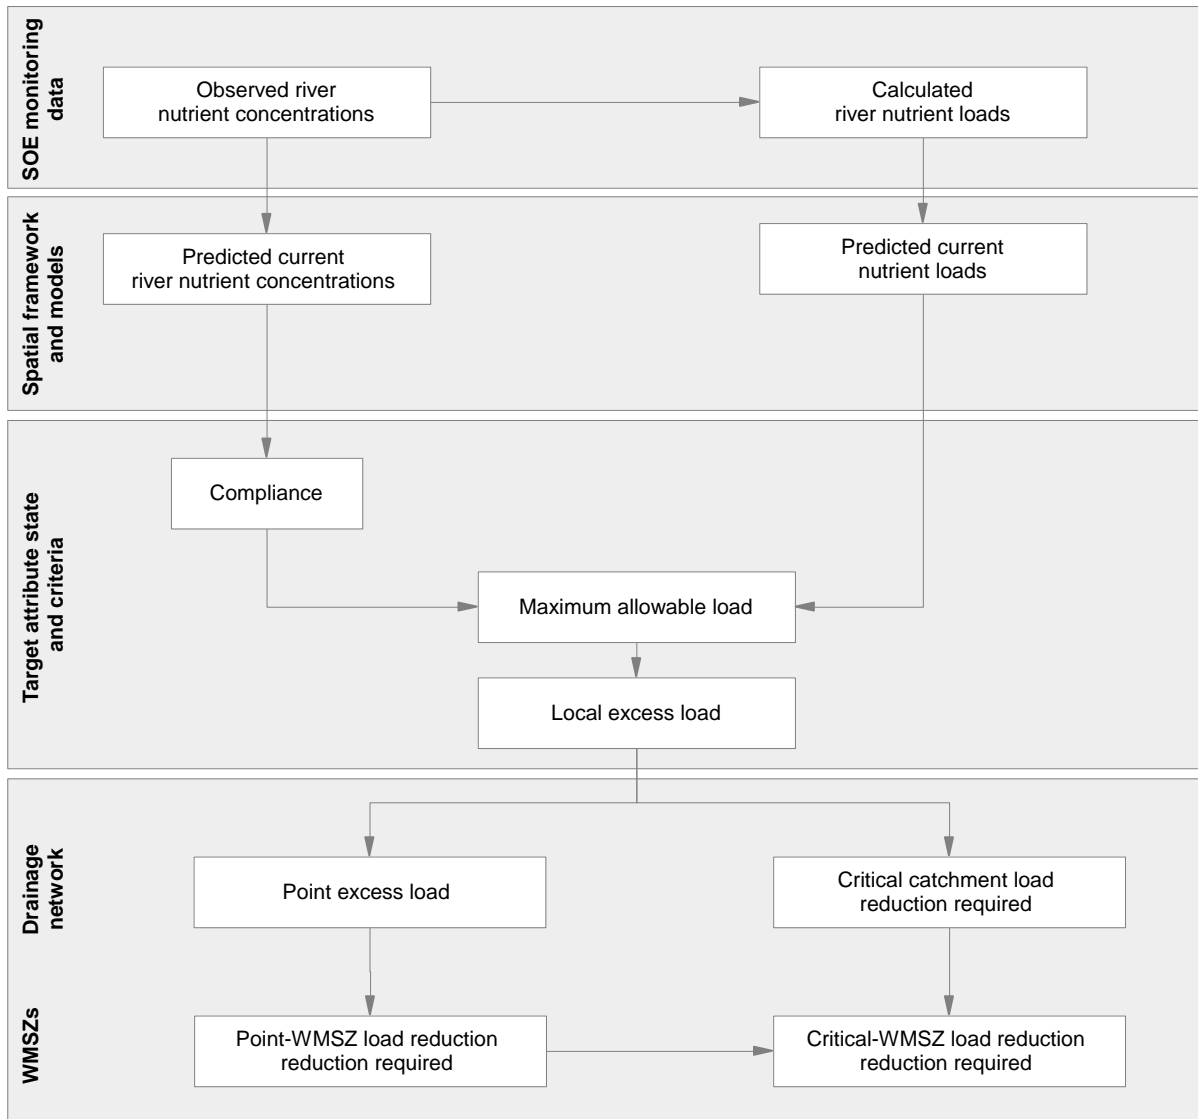 SOE monitoring
data
Observed river
nutrient concentrations
Calculated
river nutrient loads
Spatial framework
and models
Predicted current
river nutrient concentrations
Predicted current
nutrient loads
Target attribute state
and criteria
Compliance
Maximum allowable load
Local excess load
Drainage
network
Point excess load
Critical catchment load
reduction required
WMSZs
Point-WMSZ load reduction
reduction required
Critical-WMSZ load reduction
reduction required